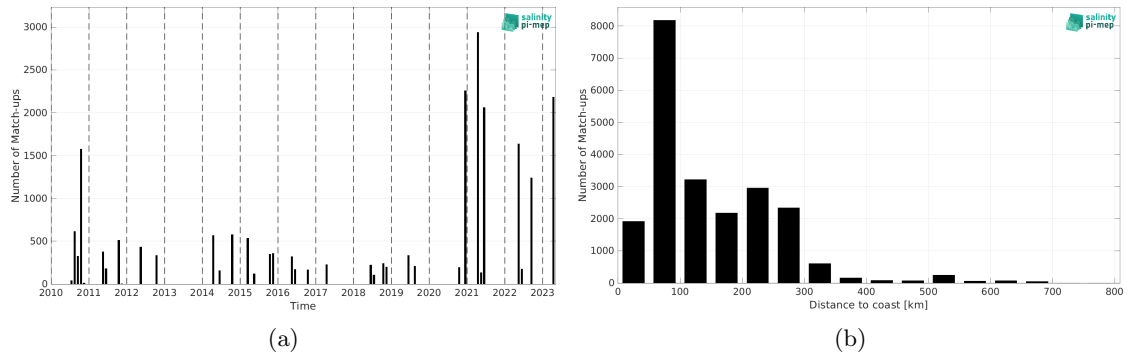 salinity
pi-mep
3000
2500
2000
1500
1000
500
0
Number of Match-ups
2010 2011 2012 2013 2014 2015 2016 2017 2018 2019 2020 2021 2022 2023
Time
(a)
salinity
pi-mep
8000
7000
6000
5000
4000
3000
2000
1000
0
Number of Match-ups
0 100 200 300 400 500 600 700 800
Distance to coast [km]
(b)